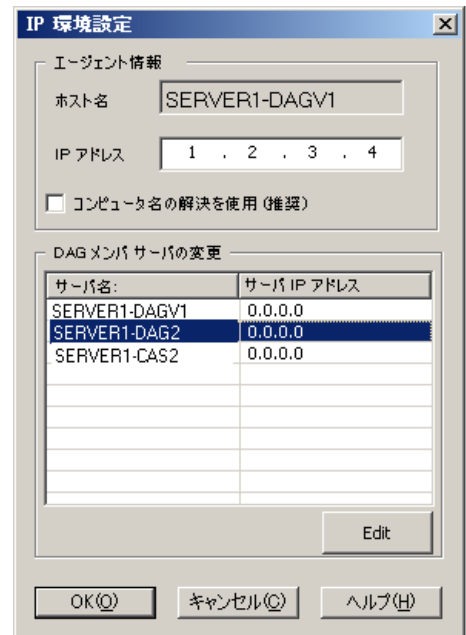 IP 環境設定
エージェント情報
ホスト名 SERVER1-DAGV1
IP アドレス 1 . 2 . 3 . 4
コンピュータ名の解決を使用 (推奨)
DAG メンバ サーバの変更
サーバ名: サーバ IP アドレス
SERVER1-DAGV1 0.0.0.0
SERVER1-DAG2 0.0.0.0
SERVER1-CAS2 0.0.0.0
Edit
OK(O) キャンセル(C) ヘルプ(H)